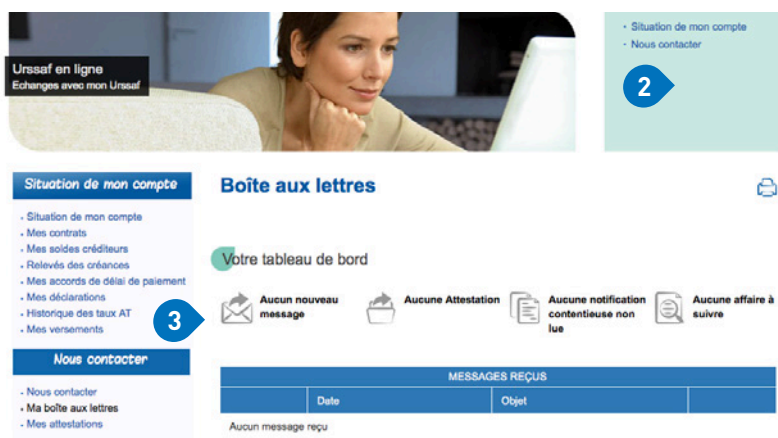 Urssaf en ligne
Echanges avec mon Urssaf
• Situation de mon compte
• Nous contacter
2
Situation de mon compte
• Situation de mon compte
• Mes contrats
• Mes soldes créditeurs
• Relevés des créances
• Mes accords de délai de paiement
• Mes déclarations
• Historique des taux AT
• Mes versements
3
Nous contacter
• Nous contacter
• Ma boîte aux lettres
• Mes attestations
Boîte aux lettres
Votre tableau de bord
Aucun nouveau
message
Aucune Attestation
Aucune notification
contentieuse non
lue
Aucune affaire à
suivre
MESSAGES REÇUS
Date Objet
Aucun message reçu